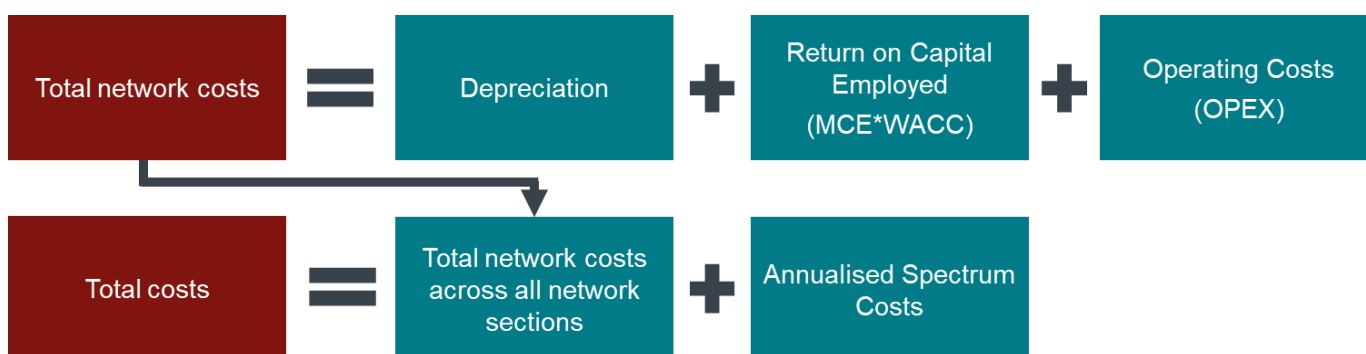 Total network costs
Depreciation
Return on Capital
Employed
(MCE*WACC)
Operating Costs
(OPEX)
Total costs
Total network costs
across all network
sections
Annualised Spectrum
Costs